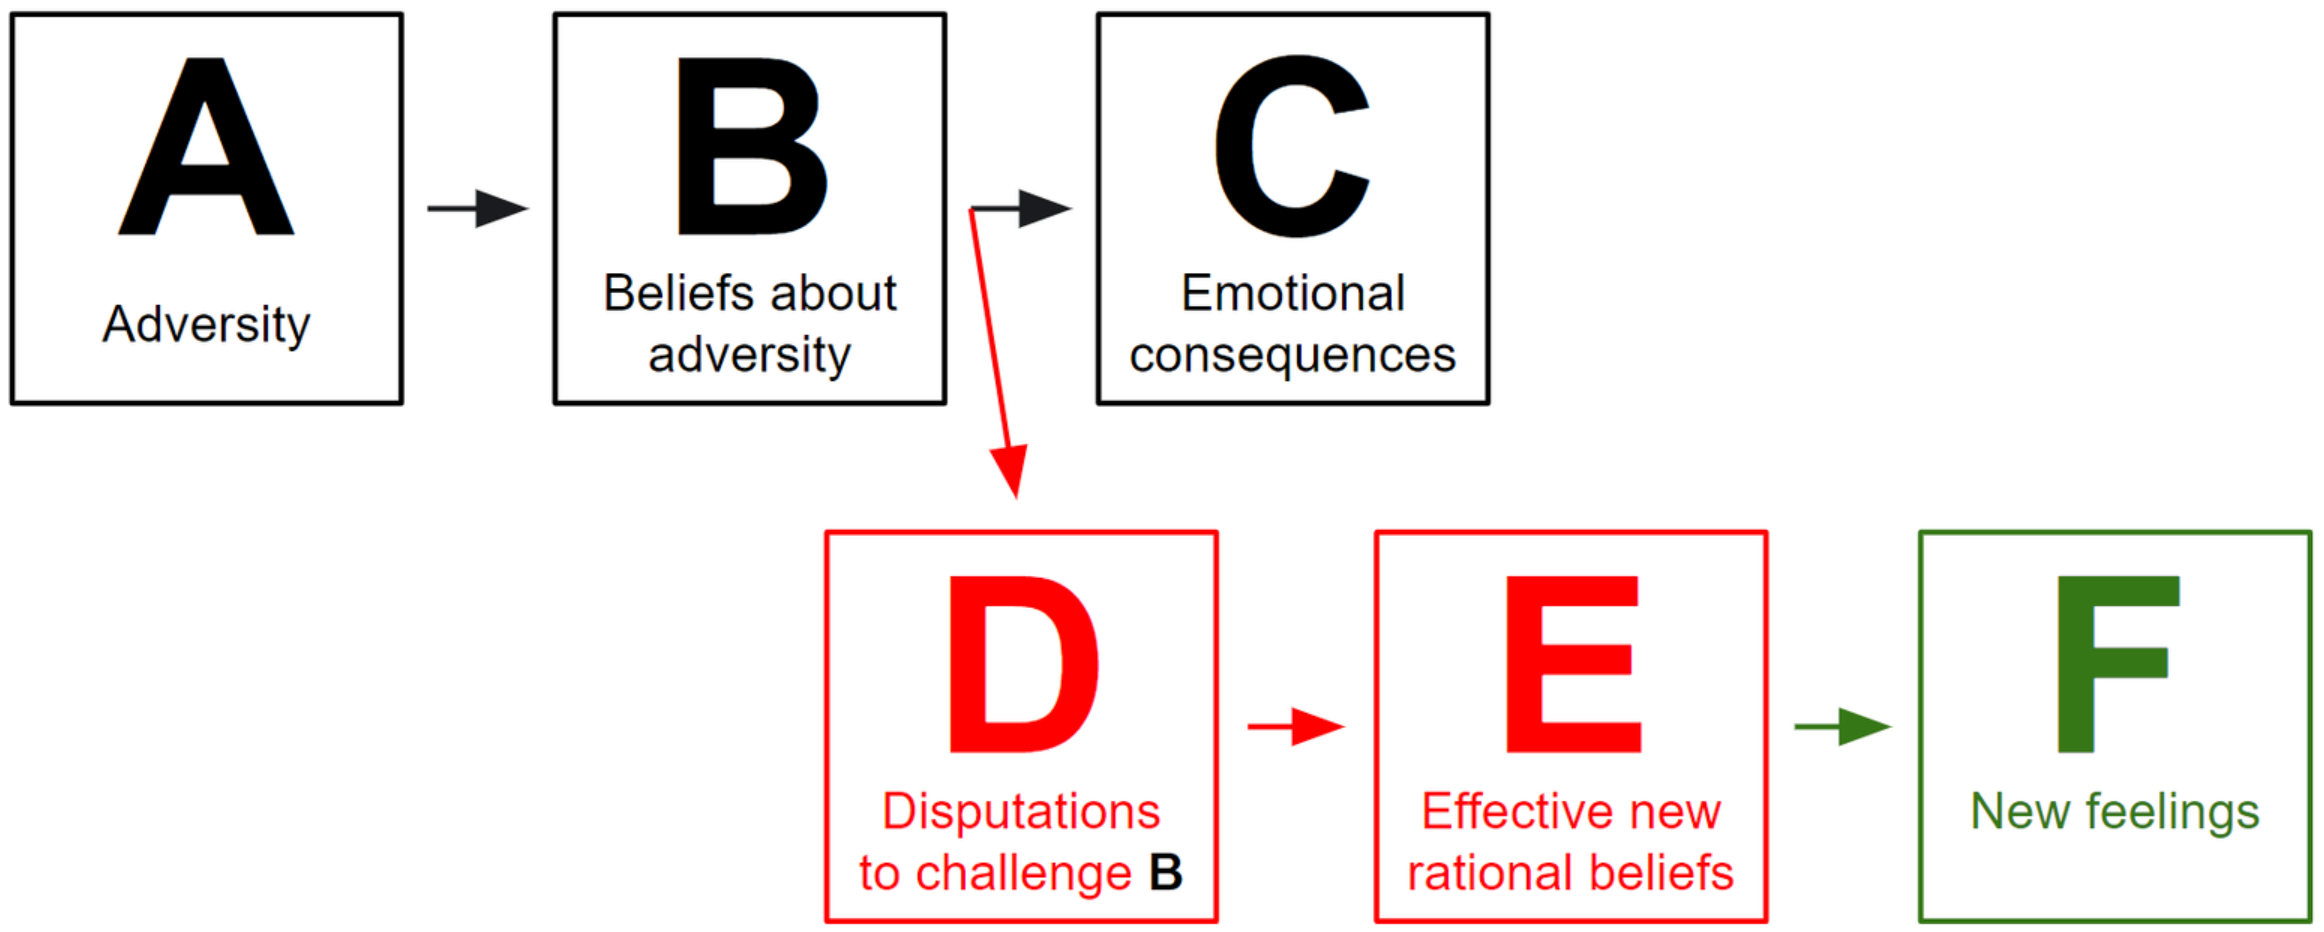 A
Adversity
B
Beliefs about
adversity
C
Emotional
consequences
D
Disputations
to challenge B
E
Effective new
rational beliefs
F
New feelings